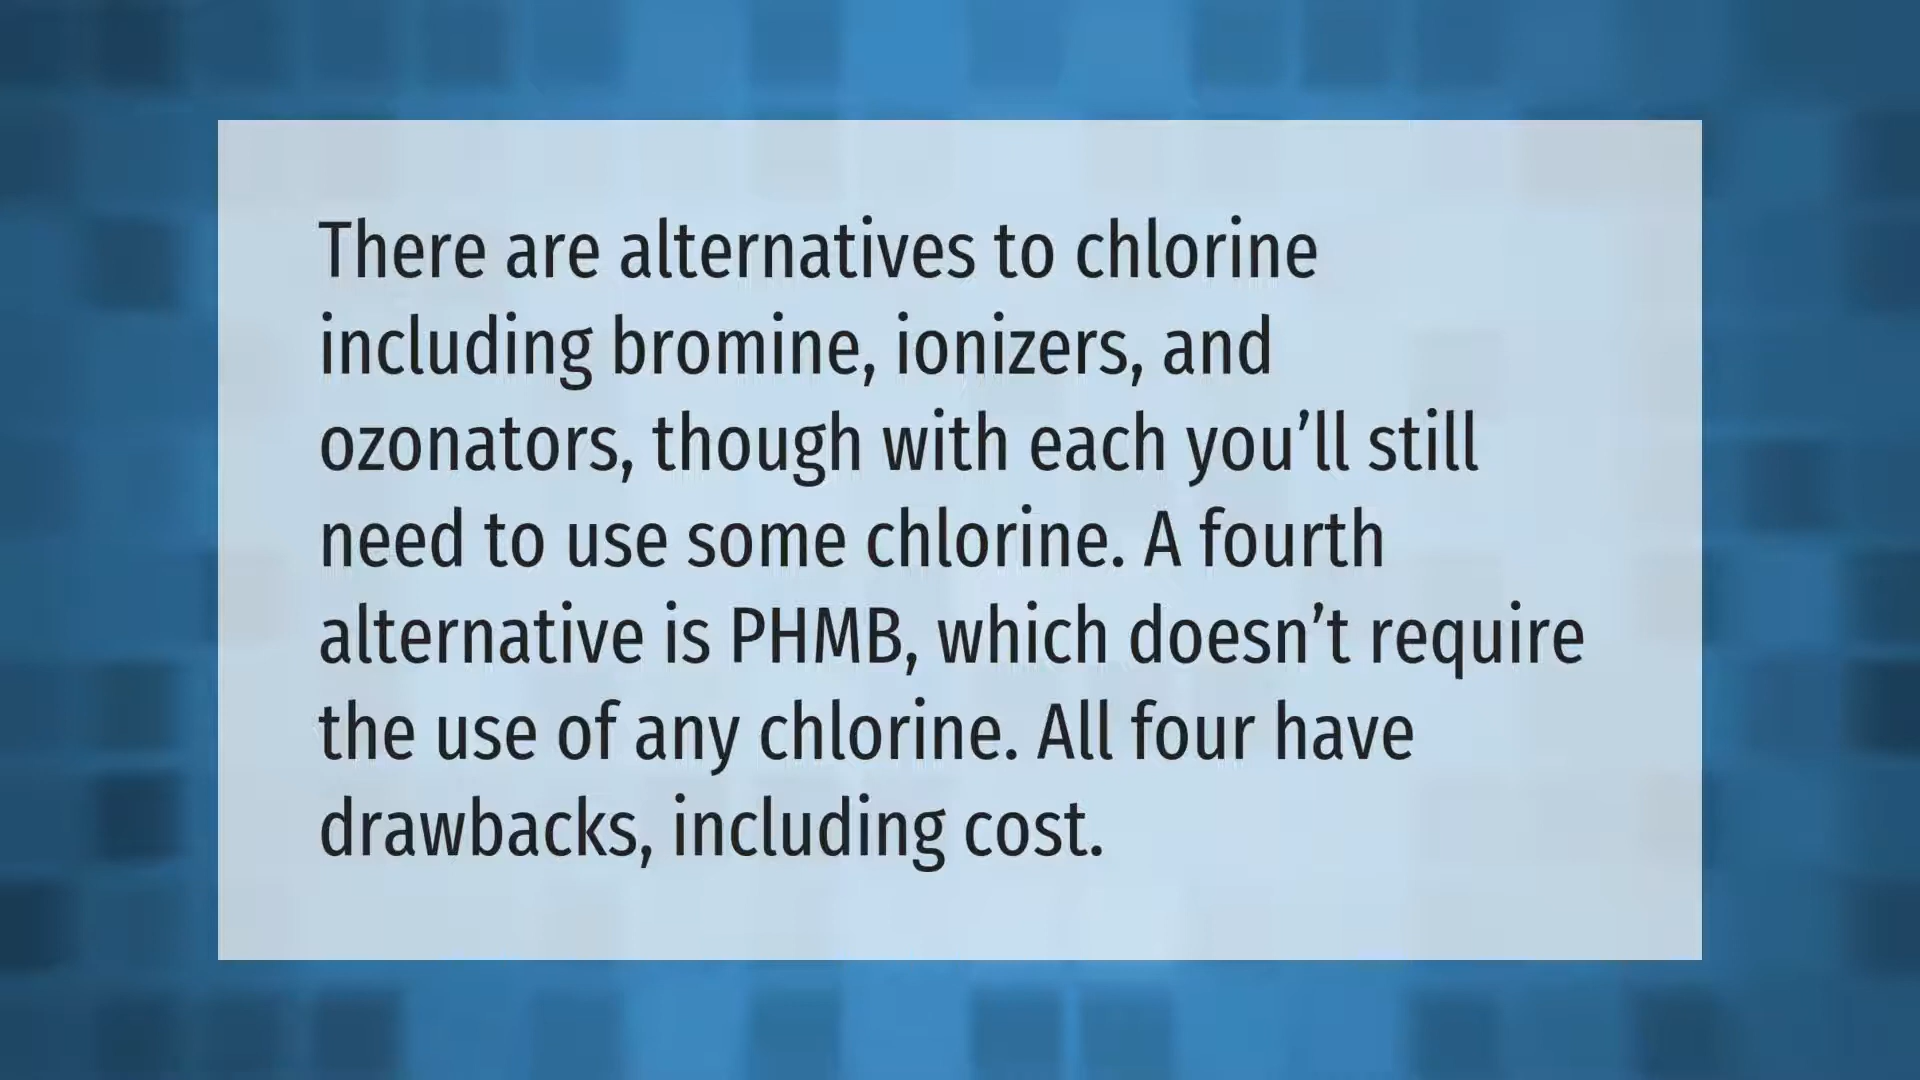 There are alternatives to chlorine
including bromine, ionizers, and
ozonators, though with each you’ll still
need to use some chlorine. A fourth
alternative is PHMB, which doesn’t require
the use of any chlorine. All four have
drawbacks, including cost.